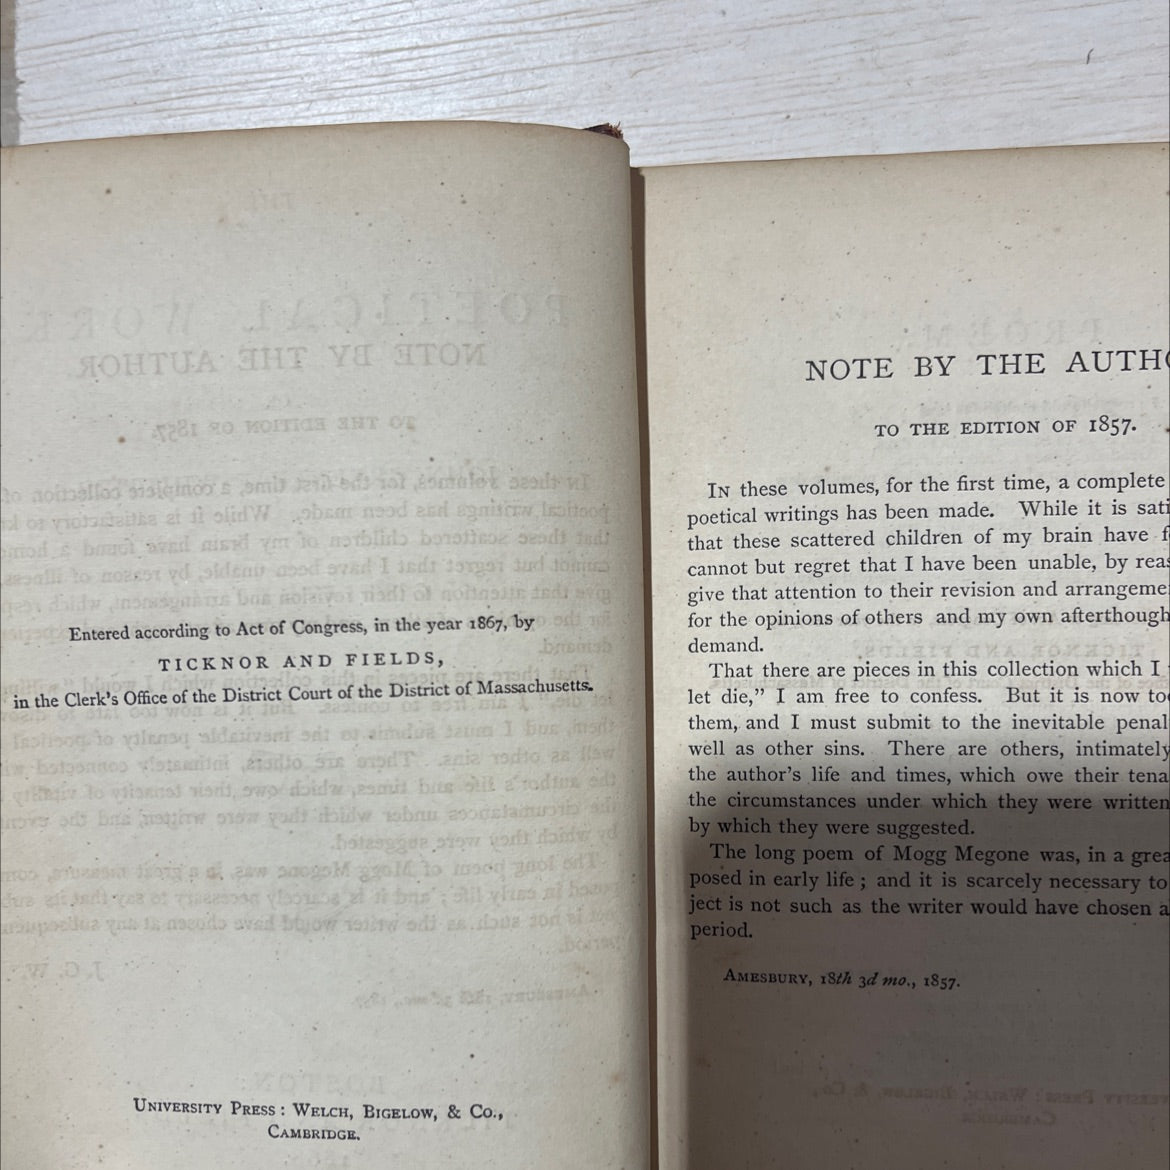 Entered according to Act of Congress, in the year 1867, by
TICKNOR AND FIELDS,
in the Clerk's Office of the District Court of the District of Massachusetts.
UNIVERSITY PRESS: WELCH, BIGELOW, & CO.,
CAMBRIDGE.
NOTE BY THE AUTHO
TO THE EDITION OF 1857.
IN these volumes, for the first time, a complete
poetical writings has been made. While it is sati
that these scattered children of my brain have f
cannot but regret that I have been unable, by reas
give that attention to their revision and arrangeme
for the opinions of others and my own afterthough
demand.
That there are pieces in this collection which I
let die," I am free to confess. But it is now too
them, and I must submit to the inevitable penal
well as other sins. There are others, intimately
the author's life and times, which owe their tena
the circumstances under which they were written
by which they were suggested.
The long poem of Mogg Megone was, in a grea
posed in early life; and it is scarcely necessary to
ject is not such as the writer would have chosen a
period.
AMESBURY, 18th 3d mo., 1857.